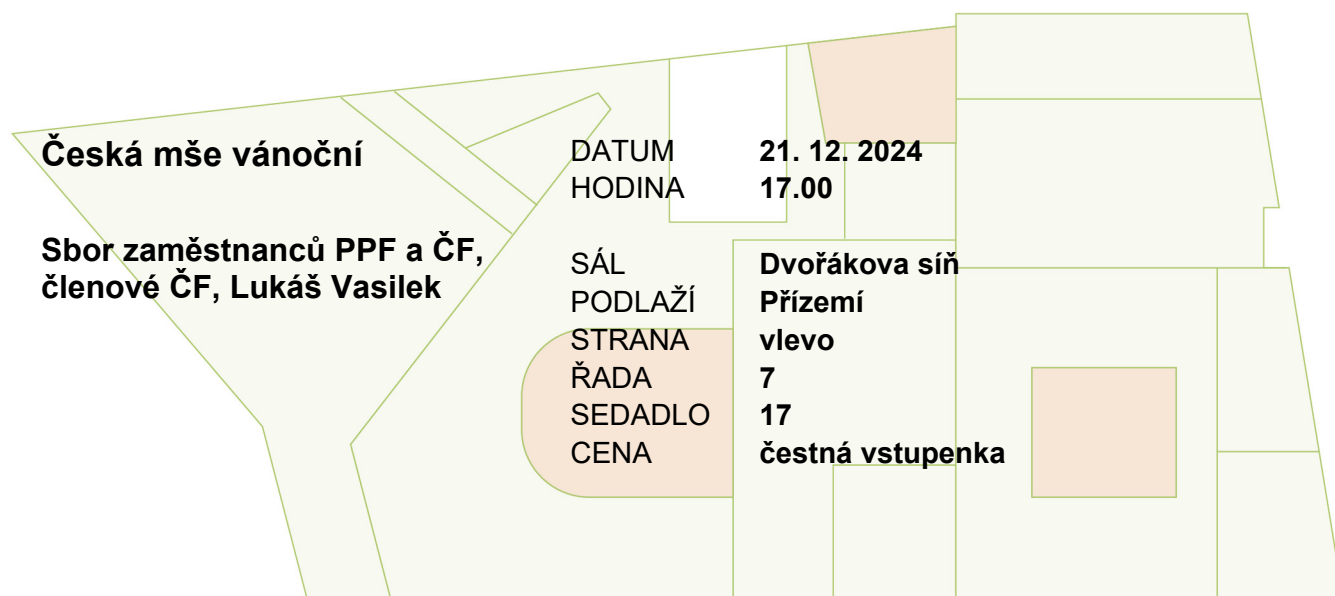 Česká mše vánoční
Sbor zaměstnanců PPF a ČF,
členové ČF, Lukáš Vasilek
DATUM 21. 12. 2024
HODINA 17.00
SÁL Dvořákova síň
PODLAŽÍ Přízemí
STRANA vlevo
ŘADA 7
SEDADLO 17
CENA čestná vstupenka